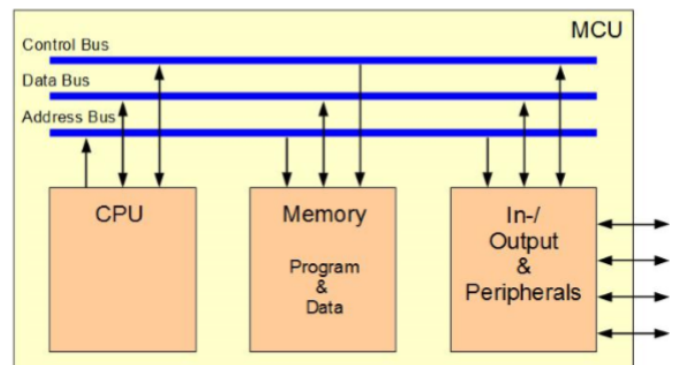 MCU
Control Bus
Data Bus
Address Bus
CPU
Memory
Program
&
Data
In-/
Output
&
Peripherals